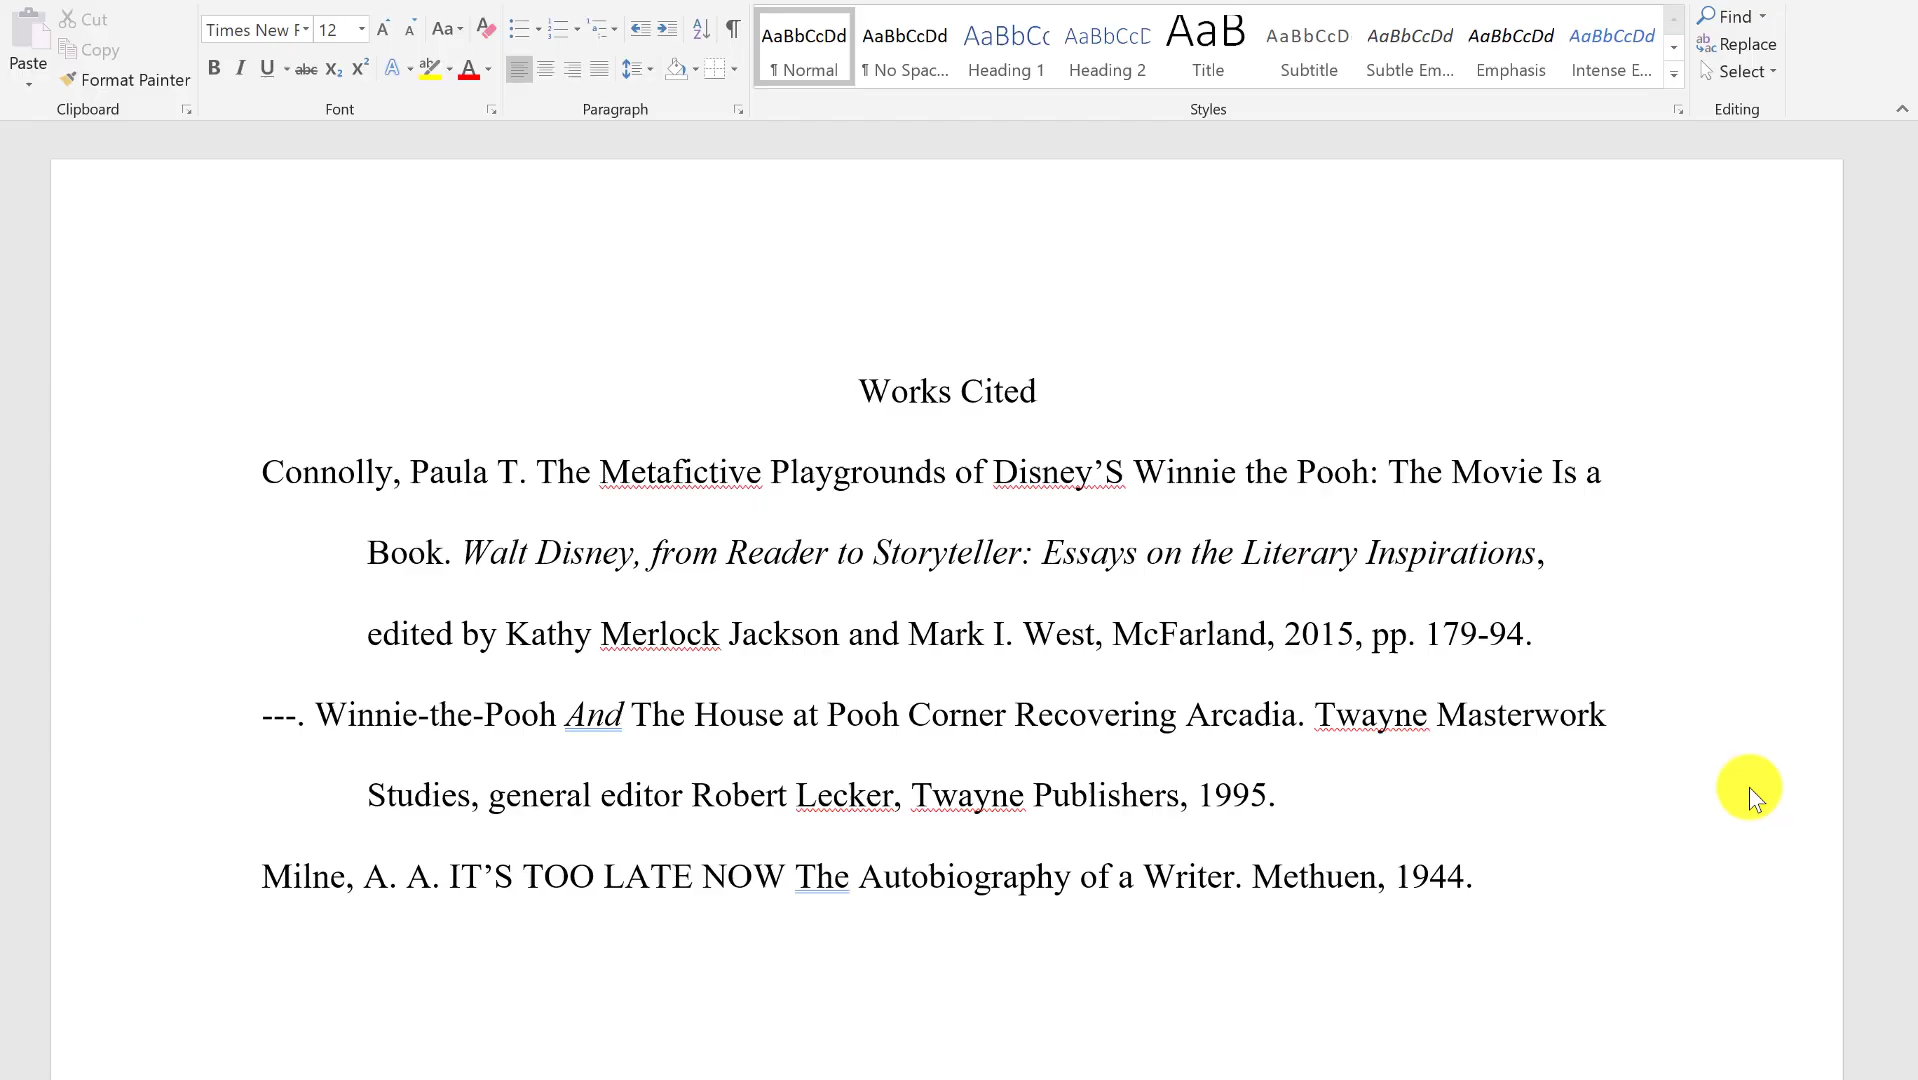 Cut
Copy
Format Painter
Paste
Clipboard
Times New F 12
Aa
B I U abc X₂ X² A ab A
Font
Paragraph
AaBbCcDd AaBbCcDd AaBbCc AaBbCcD AaB AaBbCcD AaBbCcDd AaBbCcDd AaBbCcDd
¶ Normal ¶ No Spac... Heading 1 Heading 2 Title Subtitle Subtle Em... Emphasis Intense E...
Styles
Find
Replace
Select
Editing
Works Cited
Connolly, Paula T. The Metafictive Playgrounds of Disney’S Winnie the Pooh: The Movie Is a
Book. Walt Disney, from Reader to Storyteller: Essays on the Literary Inspirations,
edited by Kathy Merlock Jackson and Mark I. West, McFarland, 2015, pp. 179-94.
---. Winnie-the-Pooh And The House at Pooh Corner Recovering Arcadia. Twayne Masterwork
Studies, general editor Robert Lecker, Twayne Publishers, 1995.
Milne, A. A. IT’S TOO LATE NOW The Autobiography of a Writer. Methuen, 1944.